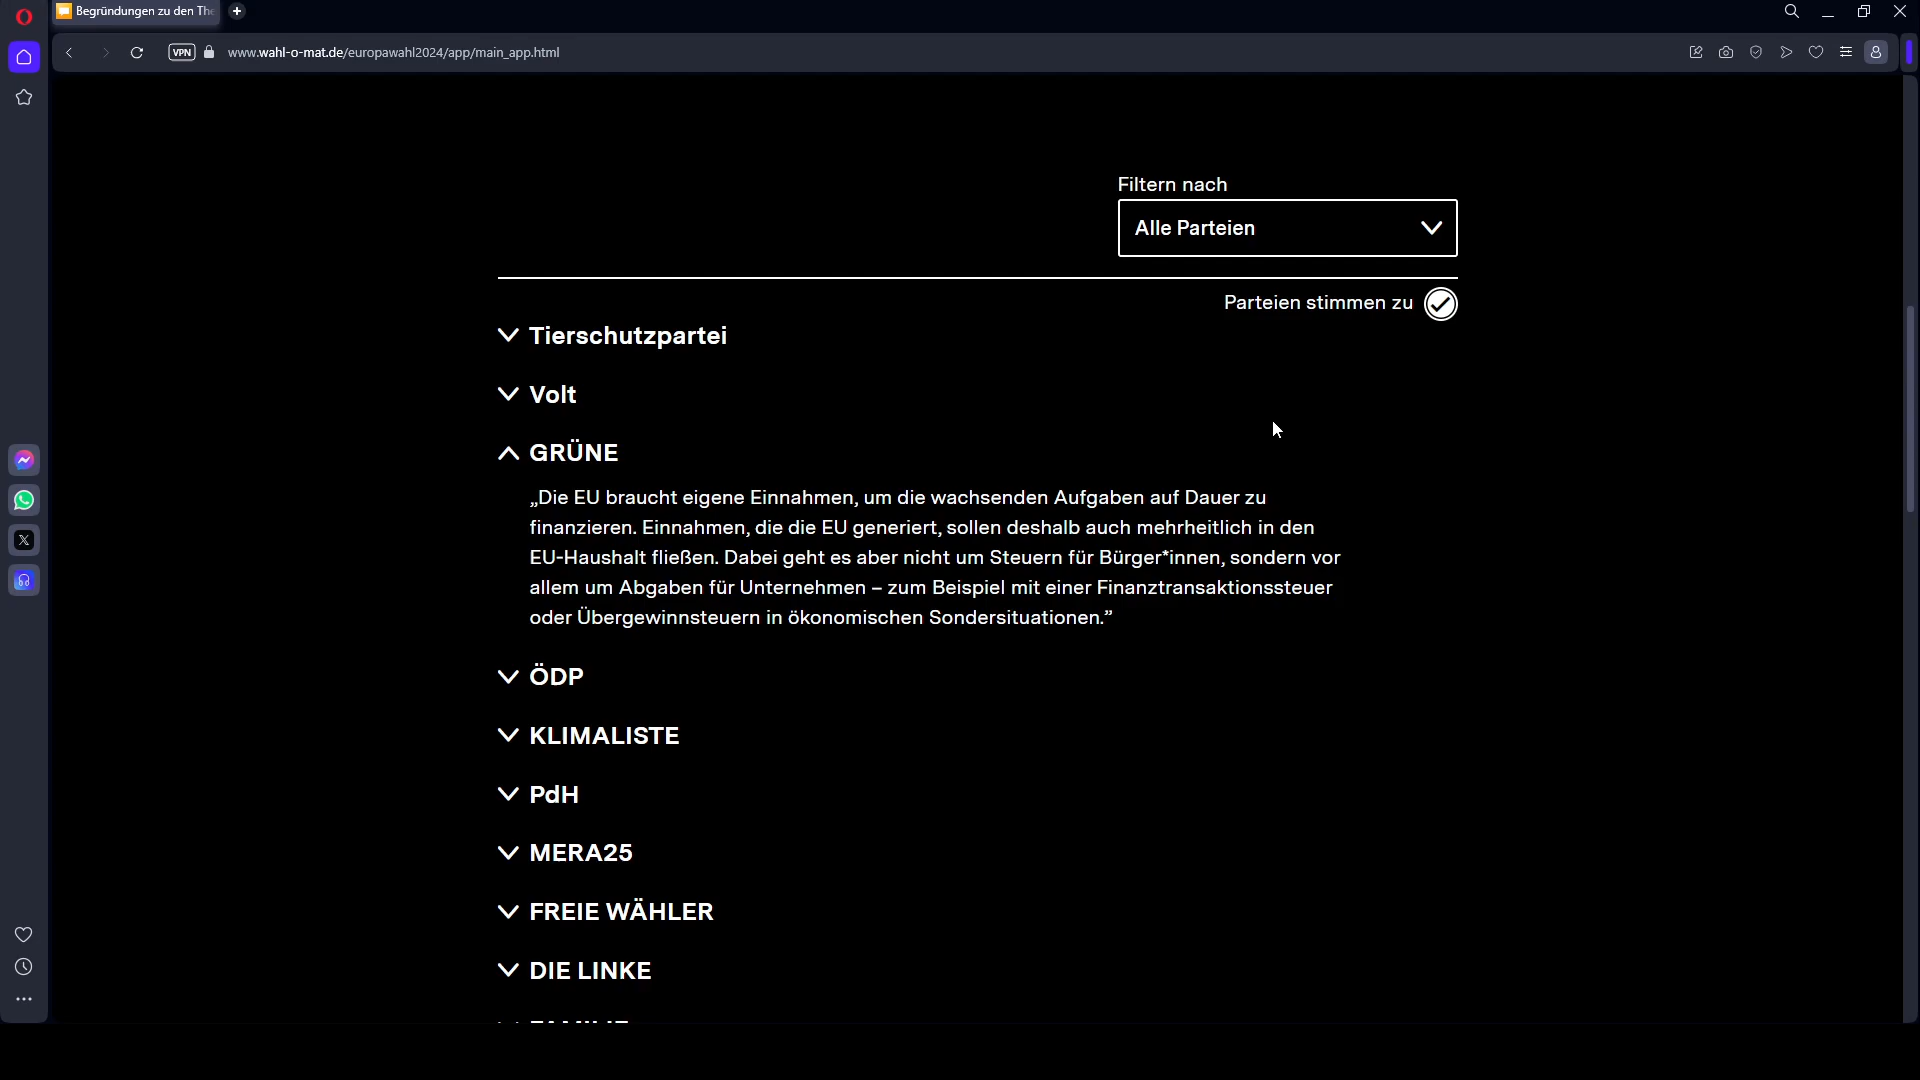 Begründungen zu den The
VPN
www.wahl-o-mat.de/europawahl2024/app/main_app.html
Filtern nach
Alle Parteien
Parteien stimmen zu
Tierschutzpartei
Volt
GRÜNE
„Die EU braucht eigene Einnahmen, um die wachsenden Aufgaben auf Dauer zu
finanzieren. Einnahmen, die die EU generiert, sollen deshalb auch mehrheitlich in den
EU-Haushalt fließen. Dabei geht es aber nicht um Steuern für Bürger*innen, sondern vor
allem um Abgaben für Unternehmen – zum Beispiel mit einer Finanztransaktionssteuer
oder Übergewinnsteuern in ökonomischen Sondersituationen.”
ÖDP
KLIMALISTE
PdH
MERA25
FREIE WÄHLER
DIE LINKE